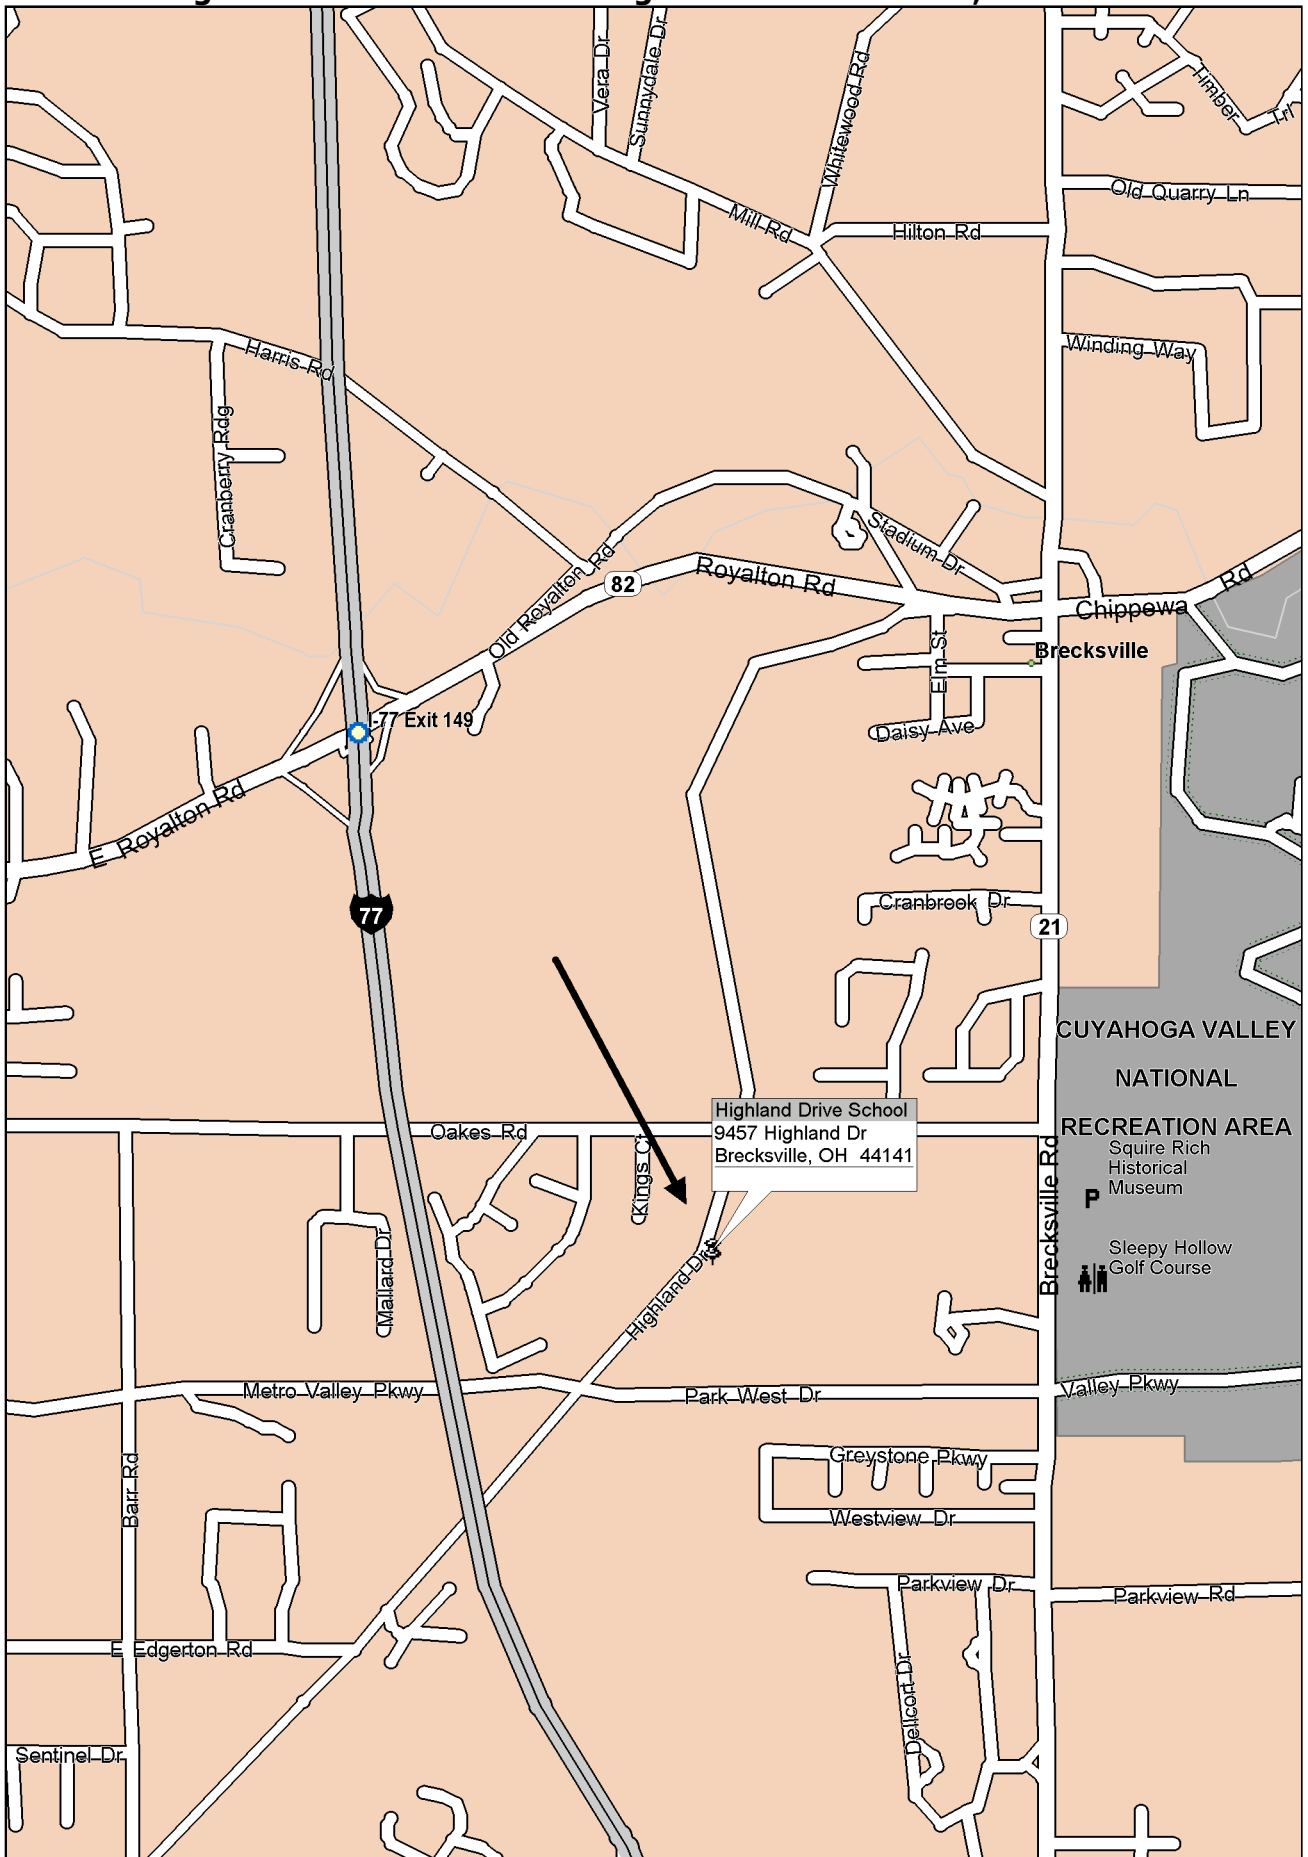 Vera Dr
Sunnydale Dr
Whitewood Rd
Timber
Trl
Old Quarry Ln
Mill Rd
Hilton Rd
Winding Way
Harris Rd
Cranberry Rdg
Stadium Dr
Old Royalton Rd
82
Royalton Rd
Chippewa
Rd
Elm St
Brecksville
I-77 Exit 149
Daisy Ave
E Royalton Rd
77
Cranbrook Dr
21
CUYAHOGA VALLEY
NATIONAL
RECREATION AREA
Highland Drive School
9457 Highland Dr
Brecksville, OH 44141
Oakes Rd
Kings Ct
Brecksville Rd
Squire Rich
Historical
Museum
P
Sleepy Hollow
Golf Course
Mallard Dr
Highland Dr
Metro Valley Pkwy
Park West Dr
Valley Pkwy
Barr Rd
Greystone Pkwy
Westview Dr
Parkview Dr
Parkview Rd
E Edgerton Rd
Dellcort Dr
Sentinel Dr